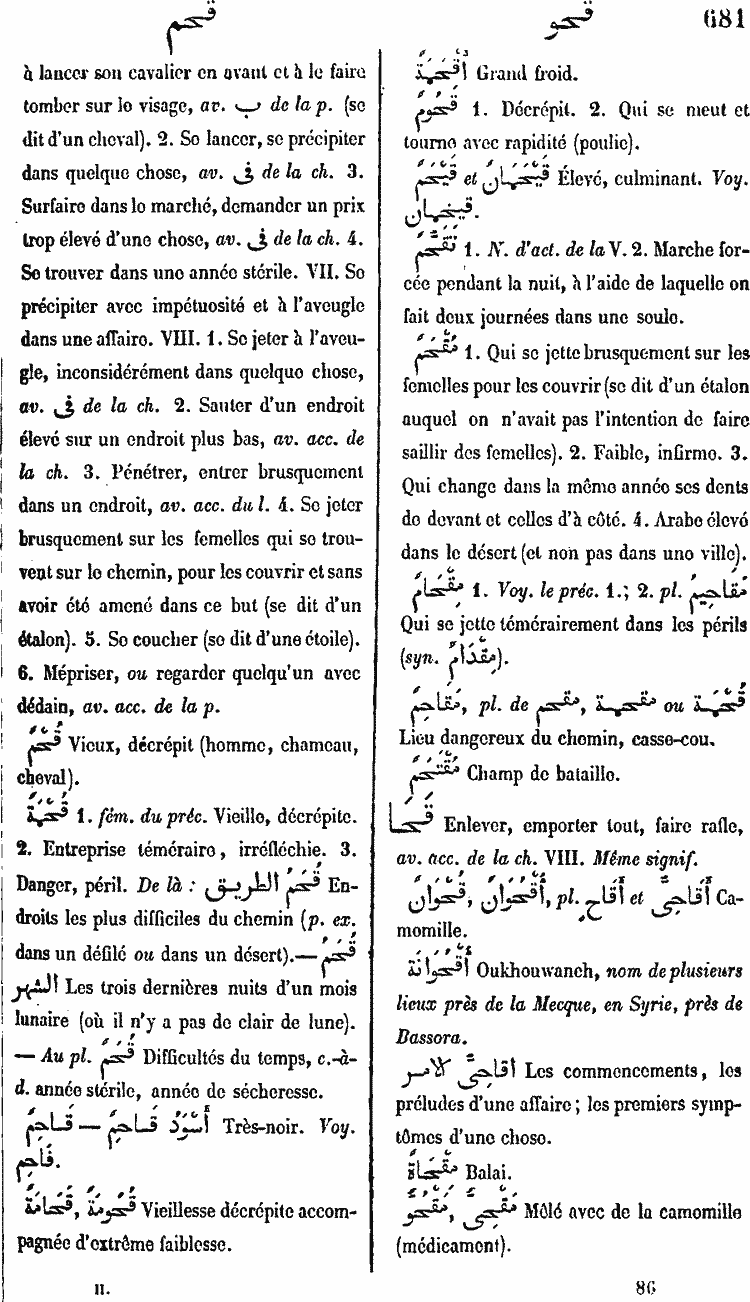 قحم
قحو
681
à lancer son cavalier en avant et à le faire
tomber sur le visage, av. ب de la p. (se
dit d'un cheval). 2. Se lancer, se précipiter
dans quelque chose, av. فى de la ch. 3.
Surfaire dans le marché, demander un prix
trop élevé d'une chose, av. فى de la ch. 4.
Se trouver dans une année stérile. VII. Se
précipiter avec impétuosité et à l'aveugle
dans une affaire. VIII. 1. Se jeter à l'aveu-
gle, inconsidérément dans quelque chose,
av. فى de la ch. 2. Sauter d'un endroit
élevé sur un endroit plus bas, av. acc. de
la ch. 3. Pénétrer, entrer brusquement
dans un endroit, av. acc. du l. 4. Se jeter
brusquement sur les femelles qui se trou-
vent sur le chemin, pour les couvrir et sans
avoir été amené dans ce but (se dit d'un
étalon). 5. Se coucher (se dit d'une étoile).
6. Mépriser, ou regarder quelqu'un avec
dédain, av. acc. de la p.
قَحْمٌ Vieux, décrépit (homme, chameau,
cheval).
قَحْمَةٌ 1. fém. du préc. Vieille, décrépite.
2. Entreprise téméraire, irréfléchie. 3.
Danger, péril. De là : قُحَمُ الطريق En-
droits les plus difficiles du chemin (p. ex.
dans un défilé ou dans un désert).— قُحَمُ
الشهر Les trois dernières nuits d'un mois
lunaire (où il n'y a pas de clair de lune).
— Au pl. قُحَمٌ Difficultés du temps, c.-à-
d. année stérile, année de sécheresse.
قَاحِمٌ — أَسْوَدُ قَاحِمٌ Très-noir. Voy.
فَاحِم.
قَحَامَةٌ, قُحُومَةٌ Vieillesse décrépite accom-
pagnée d'extrême faiblesse.
II.
أَقْحَمَةٌ Grand froid.
قَحُومٌ 1. Décrépit. 2. Qui se meut et
tourne avec rapidité (poulie).
قَيْحَمٌ et قَيْحَمَانٌ Élevé, culminant. Voy.
قينهمان.
تَقَحُّمٌ 1. N. d'act. de la V. 2. Marche for-
cée pendant la nuit, à l'aide de laquelle on
fait deux journées dans une seule.
مُقْحَمٌ 1. Qui se jette brusquement sur les
femelles pour les couvrir (se dit d'un étalon
auquel on n'avait pas l'intention de faire
saillir des femelles). 2. Faible, infirme. 3.
Qui change dans la même année ses dents
de devant et celles d'à côté. 4. Arabe élevé
dans le désert (et non pas dans une ville).
مِقْحَامٌ 1. Voy. le préc. 1.; 2. pl. مَقَاحِيمُ
Qui se jette témérairement dans les périls
(syn. مِقْدَامٌ).
مَقَاحِمُ, pl. de مقحم, مقحمة ou قُحْمَةٌ
Lieu dangereux du chemin, casse-cou.
مُقْتَحَمٌ Champ de bataille.
قَحَا Enlever, emporter tout, faire rafle,
av. acc. de la ch. VIII. Même signif.
قُحْوَانٌ, أُقْحُوَانٌ, pl. أَقَاحٍ et أَقَاحِىُّ Ca-
momille.
أُقْحُوَانَةٌ Oukhouwaneh, nom de plusieurs
lieux près de la Mecque, en Syrie, près de
Bassora.
أقاحىُّ الامر Les commencements, les
préludes d'une affaire; les premiers symp-
tômes d'une chose.
مِقْحَاةٌ Balai.
مَقْحُوٌّ, مَقْحِىٌّ Mêlé avec de la camomille
(médicament).
86